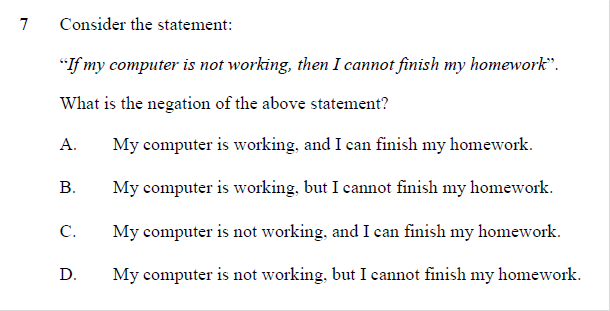 7 Consider the statement:
“If my computer is not working, then I cannot finish my homework”.
What is the negation of the above statement?
A. My computer is working, and I can finish my homework.
B. My computer is working, but I cannot finish my homework.
C. My computer is not working, and I can finish my homework.
D. My computer is not working, but I cannot finish my homework.